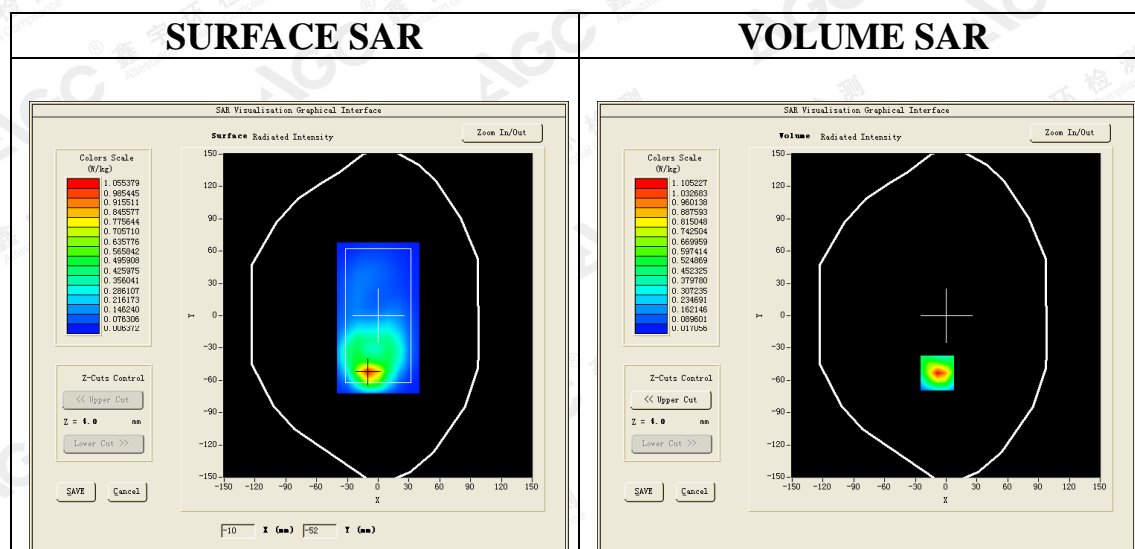 SURFACE SAR
VOLUME SAR
SAR Visualisation Graphical Interface
Surface Radiated Intensity
Zoom In/Out
Colors Scale
(W/kg)
1.055379
0.985445
0.915511
0.845577
0.775644
0.705710
0.635776
0.565842
0.495908
0.425975
0.356041
0.286107
0.216173
0.146240
0.076306
0.006372
150
120
90
60
30
0
-30
-60
-90
-120
-150
Y
-150 -120 -90 -60 -30 0 30 60 90 120 150
X
Z-Cuts Control
<< Upper Cut
Z = 4.0 mm
Lower Cut >>
SAVE Cancel
-10 X (mm) -52 Y (mm)
SAR Visualisation Graphical Interface
Volume Radiated Intensity
Zoom In/Out
Colors Scale
(W/kg)
1.105227
1.032683
0.960138
0.887593
0.815048
0.742504
0.669959
0.597414
0.524869
0.452325
0.379780
0.307235
0.234691
0.162146
0.089601
0.017056
150
120
90
60
30
0
-30
-60
-90
-120
-150
Y
-150 -120 -90 -60 -30 0 30 60 90 120 150
X
Z-Cuts Control
<< Upper Cut
Z = 4.0 mm
Lower Cut >>
SAVE Cancel